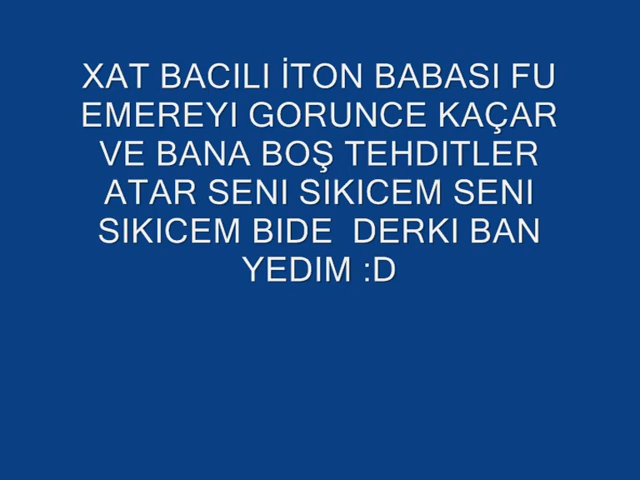 XAT BACILI İTON BABASI FU
EMEREYI GORUNCE KAÇAR
VE BANA BOŞ TEHDITLER
ATAR SENI SIKICEM SENI
SIKICEM BIDE  DERKI BAN
YEDIM :D